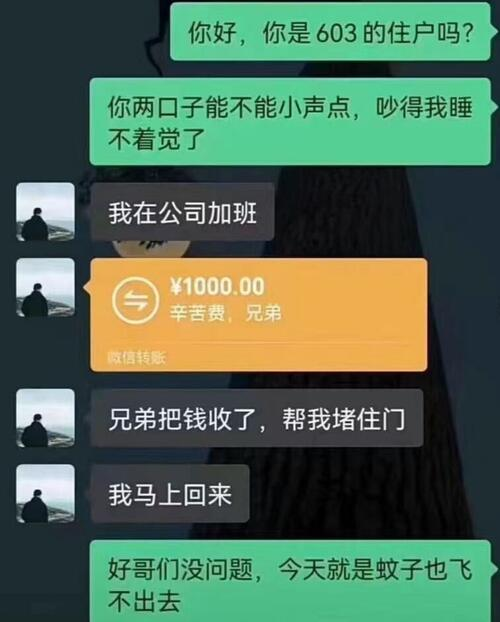 你好，你是603的住户吗？
你两口子能不能小声点，吵得我睡
不着觉了
我在公司加班
¥1000.00
辛苦费，兄弟
微信转账
兄弟把钱收了，帮我堵住门
我马上回来
好哥们没问题，今天就是蚊子也飞
不出去